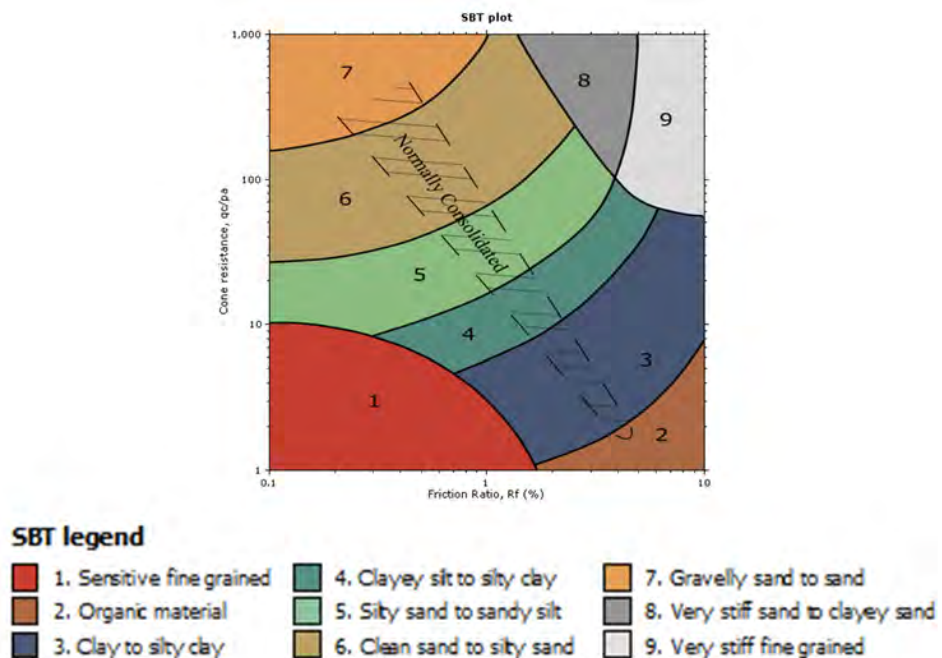 SBT plot
1,000
7
8
9
Normally Consolidated
100
6
5
Cone resistance, qc/pa
10
4
3
1
2
1
0.1
1
10
Friction Ratio, Rf (%)
SBT legend
1. Sensitive fine grained
4. Clayey silt to silty clay
7. Gravelly sand to sand
2. Organic material
5. Silty sand to sandy silt
8. Very stiff sand to clayey sand
3. Clay to silty clay
6. Clean sand to silty sand
9. Very stiff fine grained